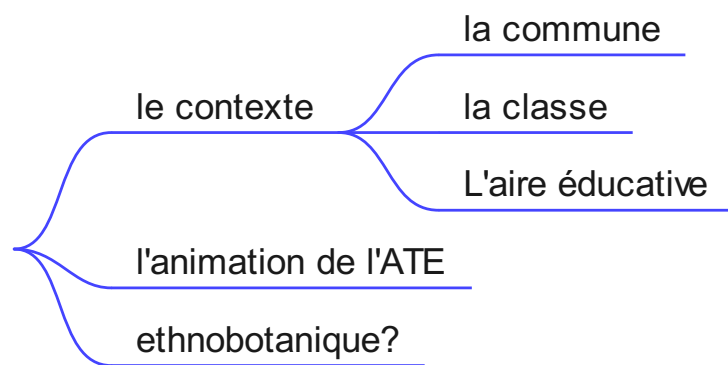 la commune
le contexte
la classe
L'aire éducative
l'animation de l'ATE
ethnobotanique?